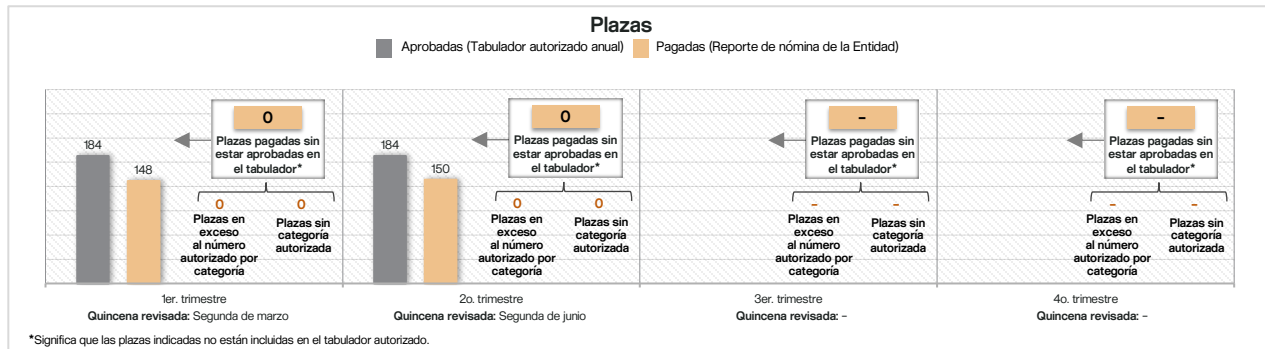 Plazas
Aprobadas (Tabulador autorizado anual) Pagadas (Reporte de nómina de la Entidad)
184
148
0
Plazas pagadas sin
estar aprobadas en
el tabulador*
0 0
Plazas en
exceso
al número
autorizado por
categoría
Plazas sin
categoría
autorizada
1er. trimestre
Quincena revisada: Segunda de marzo
184
150
0
Plazas pagadas sin
estar aprobadas en
el tabulador*
0 0
Plazas en
exceso
al número
autorizado por
categoría
Plazas sin
categoría
autorizada
2o. trimestre
Quincena revisada: Segunda de junio
-
Plazas pagadas sin
estar aprobadas en
el tabulador*
- -
Plazas en
exceso
al número
autorizado por
categoría
Plazas sin
categoría
autorizada
3er. trimestre
Quincena revisada: -
-
Plazas pagadas sin
estar aprobadas en
el tabulador*
- -
Plazas en
exceso
al número
autorizado por
categoría
Plazas sin
categoría
autorizada
4o. trimestre
Quincena revisada: -
*Significa que las plazas indicadas no están incluidas en el tabulador autorizado.